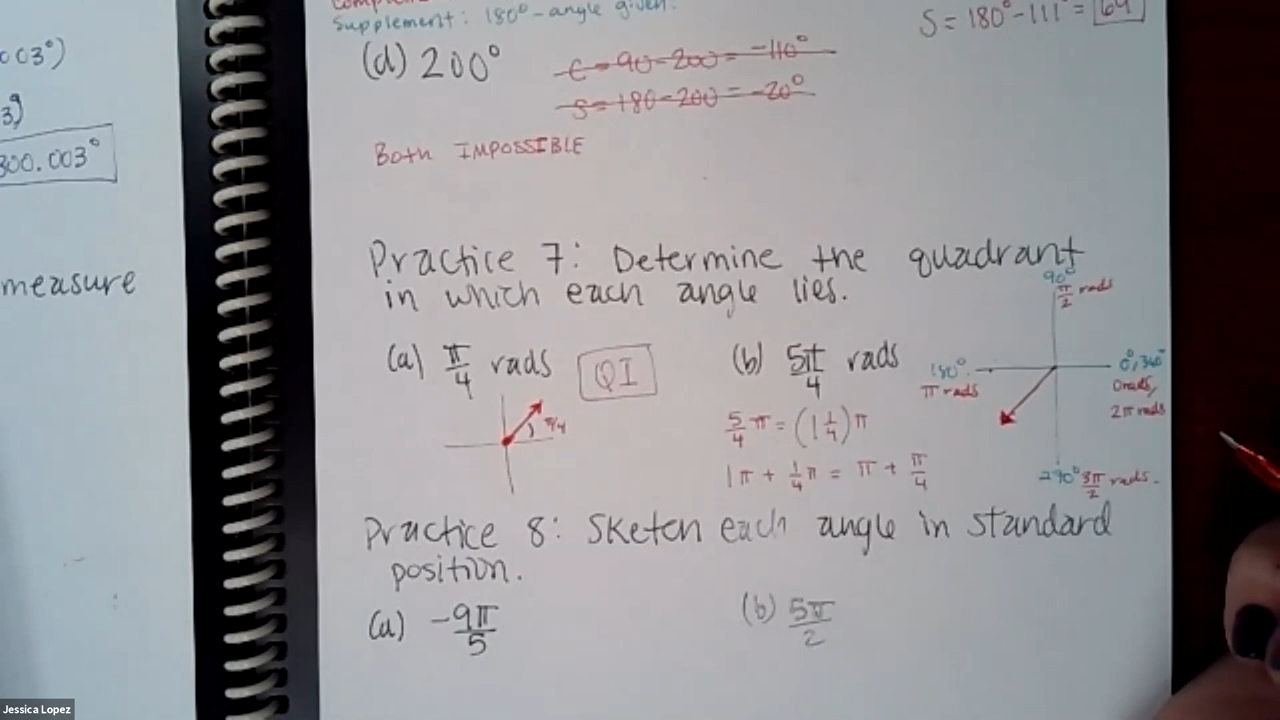 003°)
3)
300.003°
measure
Supplement: 180° - angle given.
S = 180° - 111° = 69
(d) 200°
C = 90 - 200 = -110°
S = 180 - 200 = -20°
Both IMPOSSIBLE
Practice 7: Determine the quadrant
in which each angle lies.
(a) π/4 rads QI
π/4
(b) 5π/4 rads
5/4 π = (1 1/4)π
1π + 1/4 π = π + π/4
90°
π/2 rads
180°
π rads
0°, 360°
0 rads,
2π rads
270° 3π/2 rads.
Practice 8: Sketch each angle in standard
position.
(a) -9π/5
(b) 5π/2
Jessica Lopez